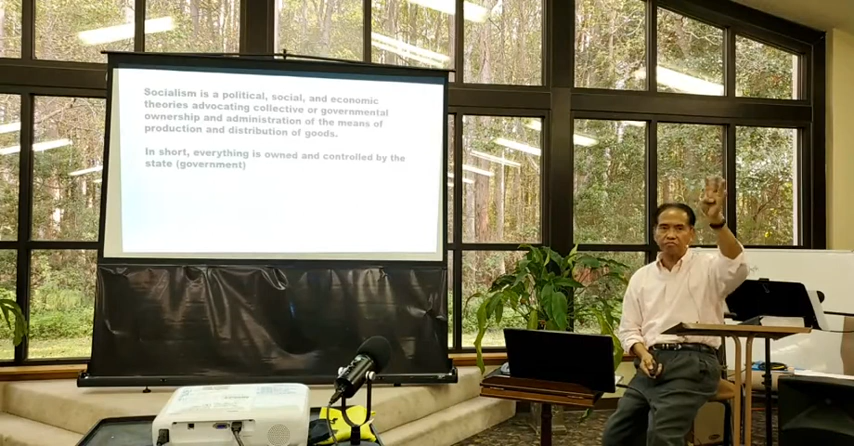 Socialism is a political, social, and economic
theories advocating collective or governmental
ownership and administration of the means of
production and distribution of goods.
In short, everything is owned and controlled by the
state (government)
EPSON